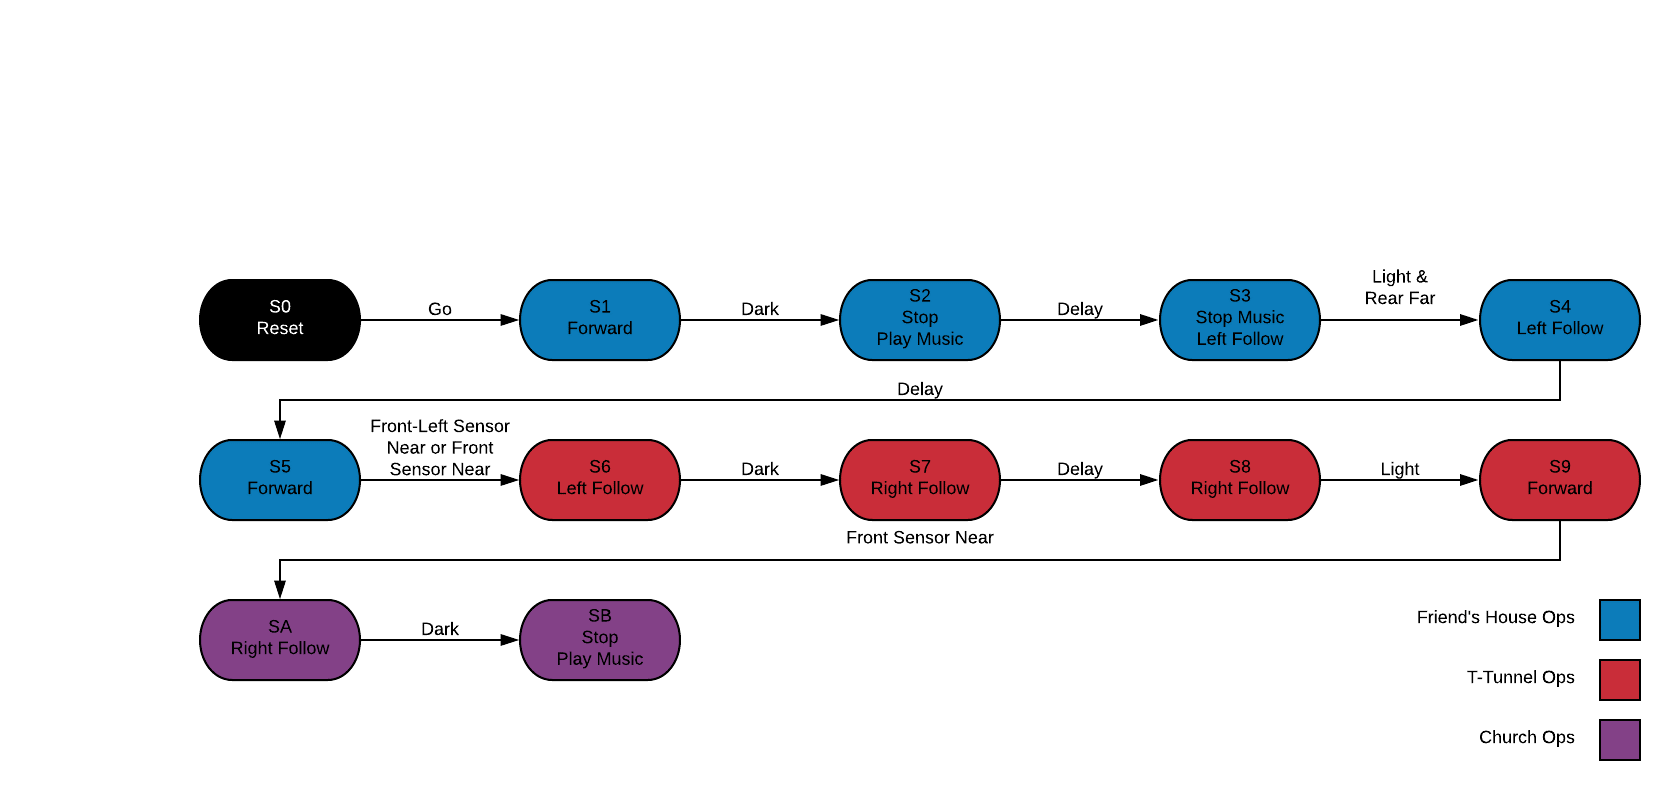 S0
Reset
Go
S1
Forward
Dark
S2
Stop
Play Music
Delay
S3
Stop Music
Left Follow
Light &
Rear Far
S4
Left Follow
Delay
S5
Forward
Front-Left Sensor
Near or Front
Sensor Near
S6
Left Follow
Dark
S7
Right Follow
Delay
S8
Right Follow
Light
S9
Forward
Front Sensor Near
SA
Right Follow
Dark
SB
Stop
Play Music
Friend's House Ops
T-Tunnel Ops
Church Ops